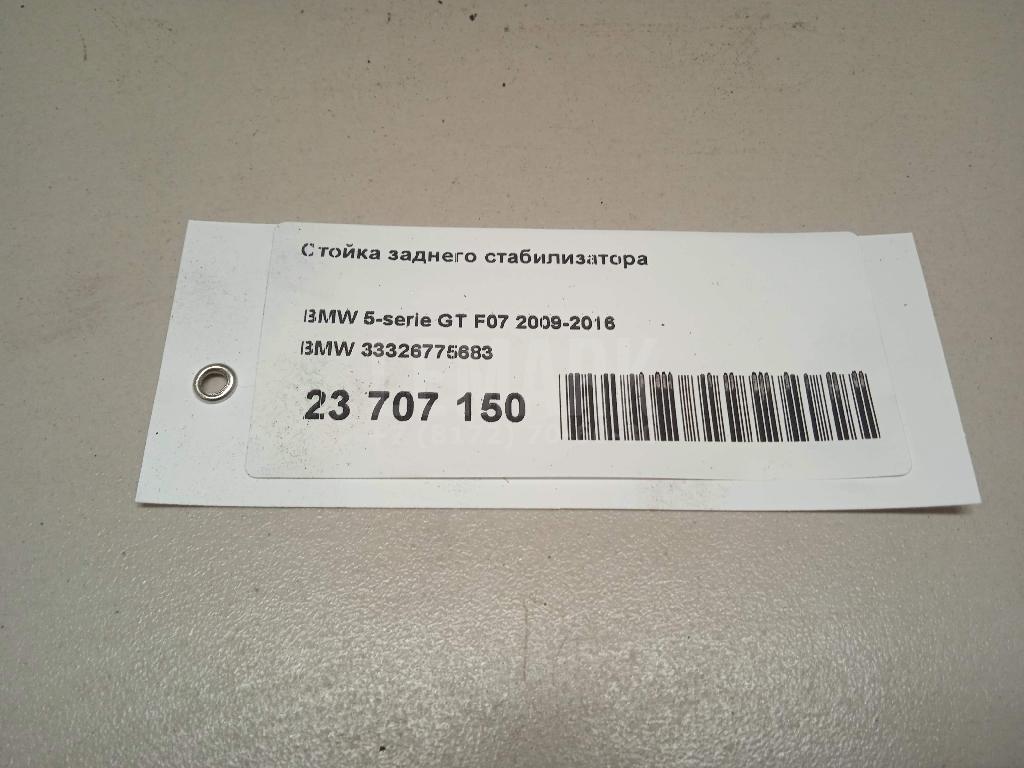 Стойка заднего стабилизатора
BMW 5-serie GT F07 2009-2016
BMW 33326775683
23 707 150